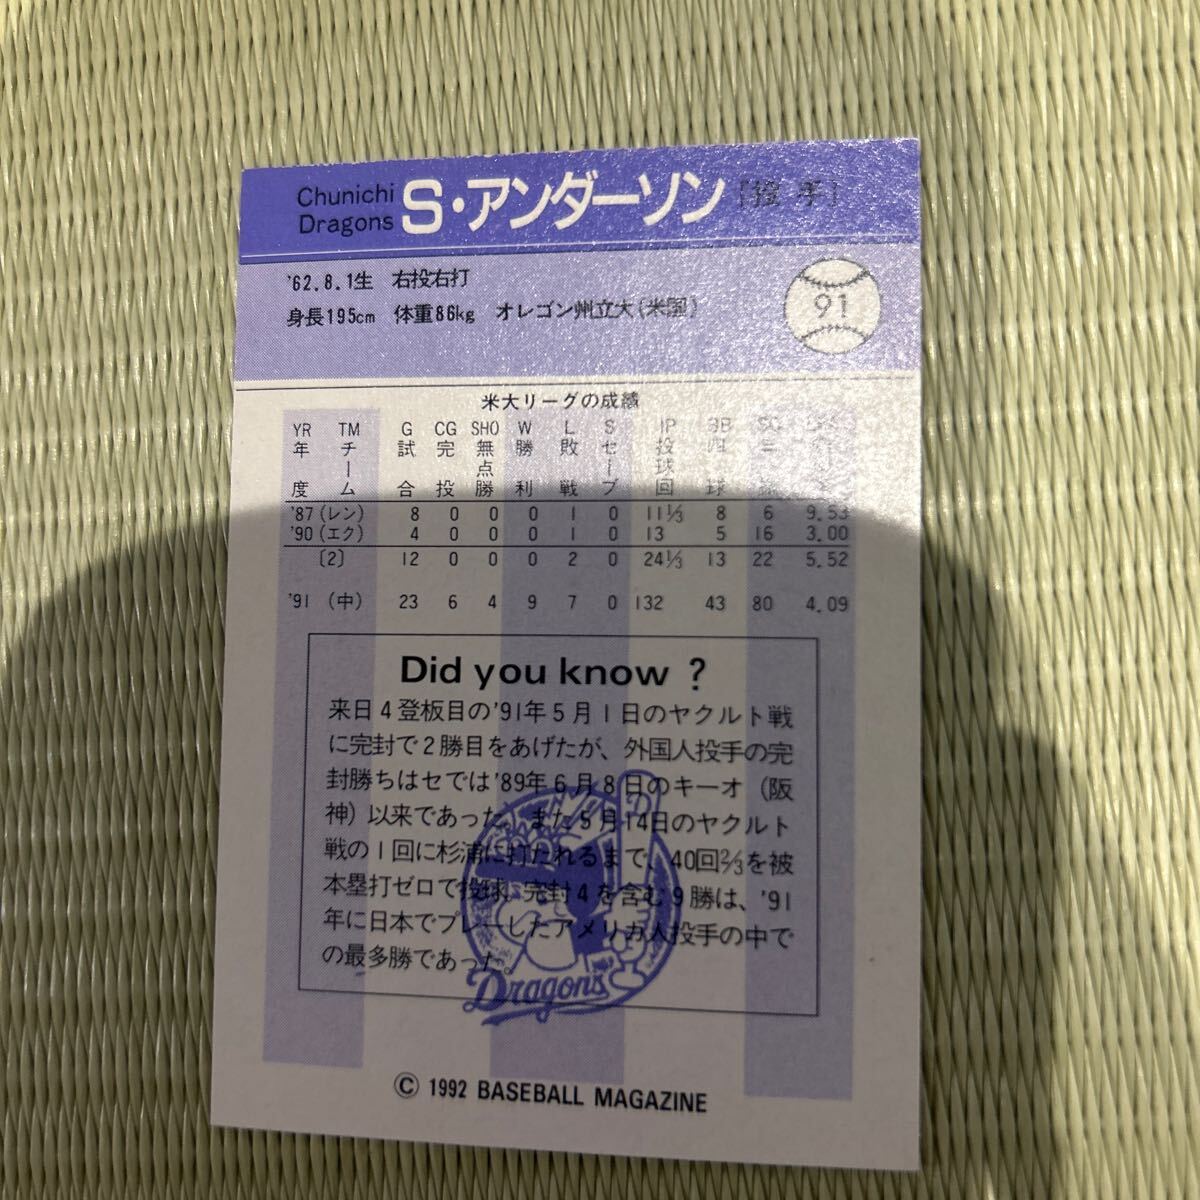 Chunichi
Dragons
S・アンダーソン [投手]
'62.8.1生 右投右打
身長195cm 体重86kg オレゴン州立大(米国)
91
米大リーグの成績
YR TM G CG SHO W L S IP BB SO
年度 チーム 試合 完投 無点勝 勝利 敗戦 セーブ 投球回 四球
'87 (レン) 8 0 0 0 1 0 11⅓ 8 6 9.53
'90 (エク) 4 0 0 0 1 0 13 5 16 3.00
〔2〕 12 0 0 0 2 0 24⅓ 13 22 5.52
'91 (中) 23 6 4 9 7 0 132 43 80 4.09
Did you know ?
来日4登板目の'91年5月1日のヤクルト戦
に完封で2勝目をあげたが、外国人投手の完
封勝ちはセでは'89年6月8日のキーオ(阪
神)以来であった。また5月14日のヤクルト
戦の1回に杉浦に打たれるまで、40回⅔を被
本塁打ゼロで投球、完封4を含む9勝は、'91
年に日本でプレーしたアメリカ人投手の中で
の最多勝であった。
Dragons
© 1992 BASEBALL MAGAZINE